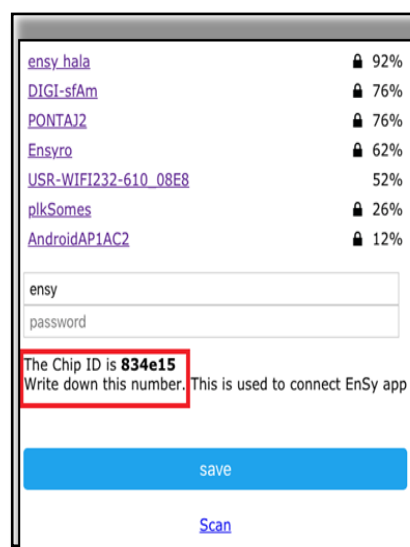 ensy hala 92%
DIGI-sfAm 76%
PONTAJ2 76%
Ensyro 62%
USR-WIFI232-610_08E8 52%
plkSomes 26%
AndroidAP1AC2 12%
ensy
password
The Chip ID is 834e15
Write down this number. This is used to connect EnSy app
save
Scan